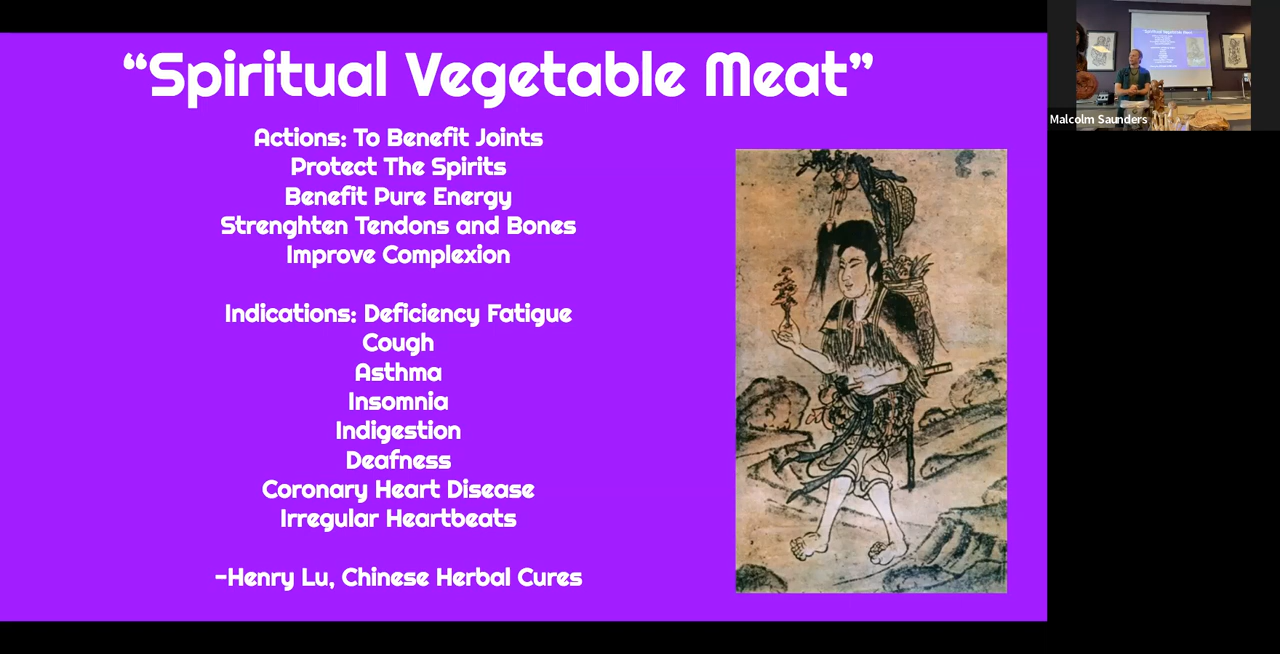 “Spiritual Vegetable Meat”
Actions: To Benefit Joints
Protect The Spirits
Benefit Pure Energy
Strenghten Tendons and Bones
Improve Complexion
Indications: Deficiency Fatigue
Cough
Asthma
Insomnia
Indigestion
Deafness
Coronary Heart Disease
Irregular Heartbeats
-Henry Lu, Chinese Herbal Cures
Malcolm Saunders